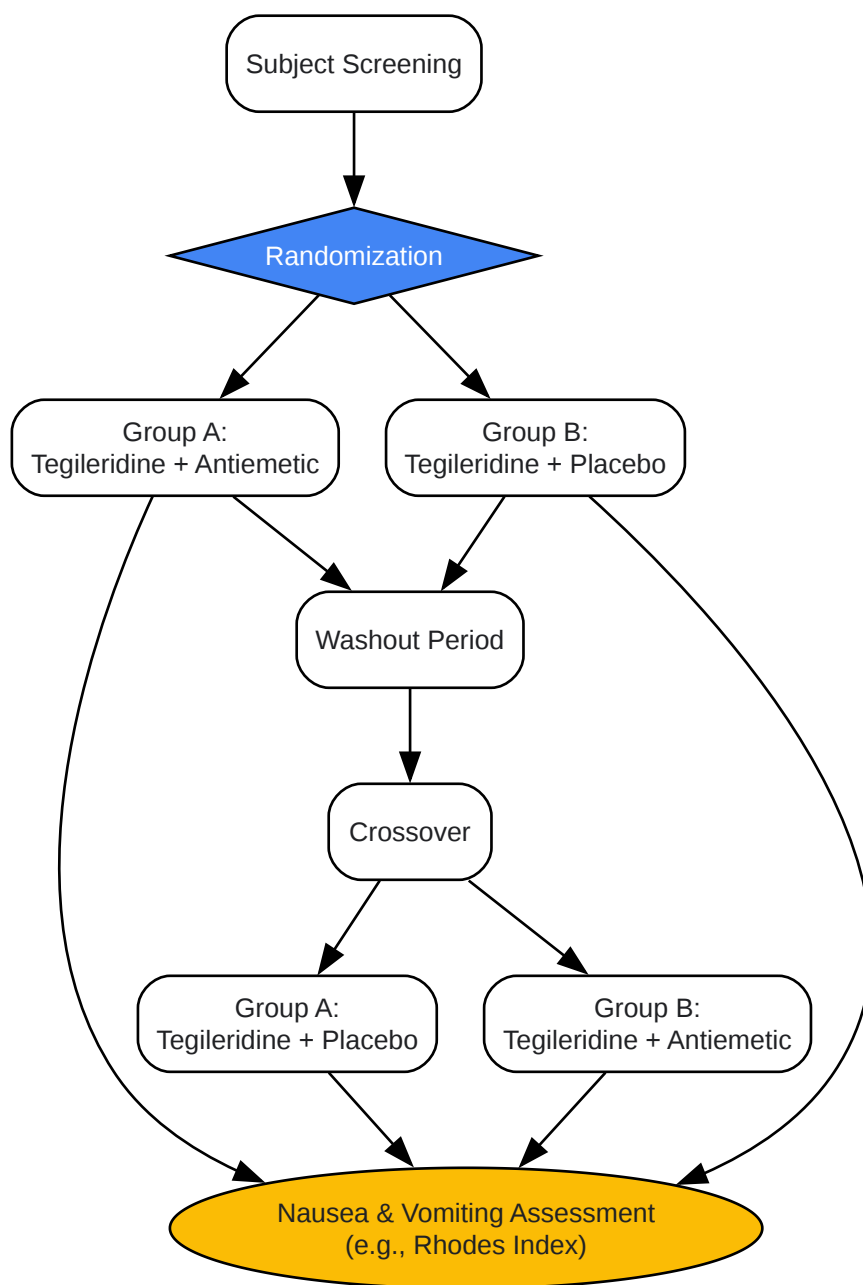 Subject Screening
Randomization
Group A:
Tegileridine + Antiemetic
Group B:
Tegileridine + Placebo
Washout Period
Crossover
Group A:
Tegileridine + Placebo
Group B:
Tegileridine + Antiemetic
Nausea & Vomiting Assessment
(e.g., Rhodes Index)